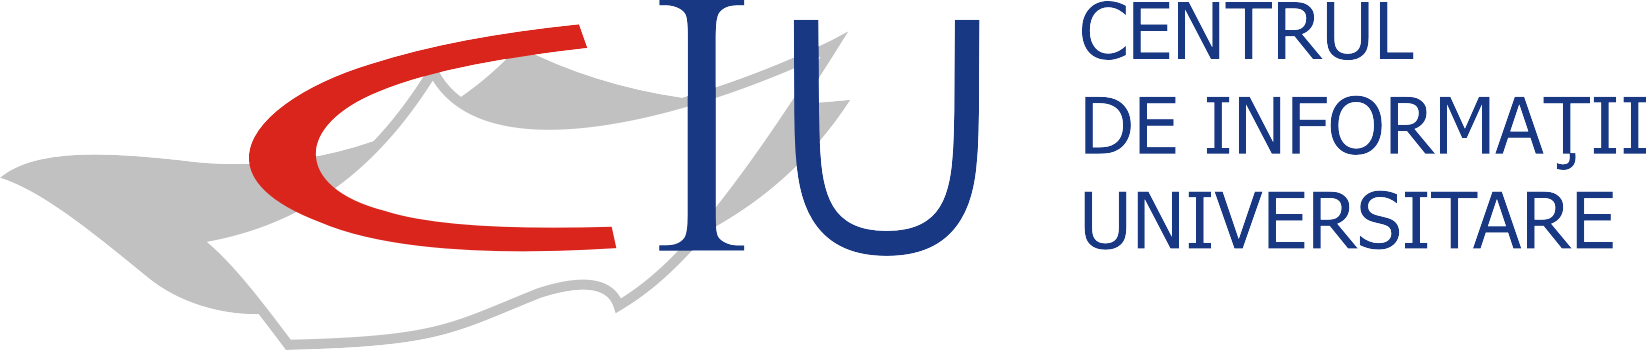 CIU
CENTRUL
DE INFORMAŢII
UNIVERSITARE